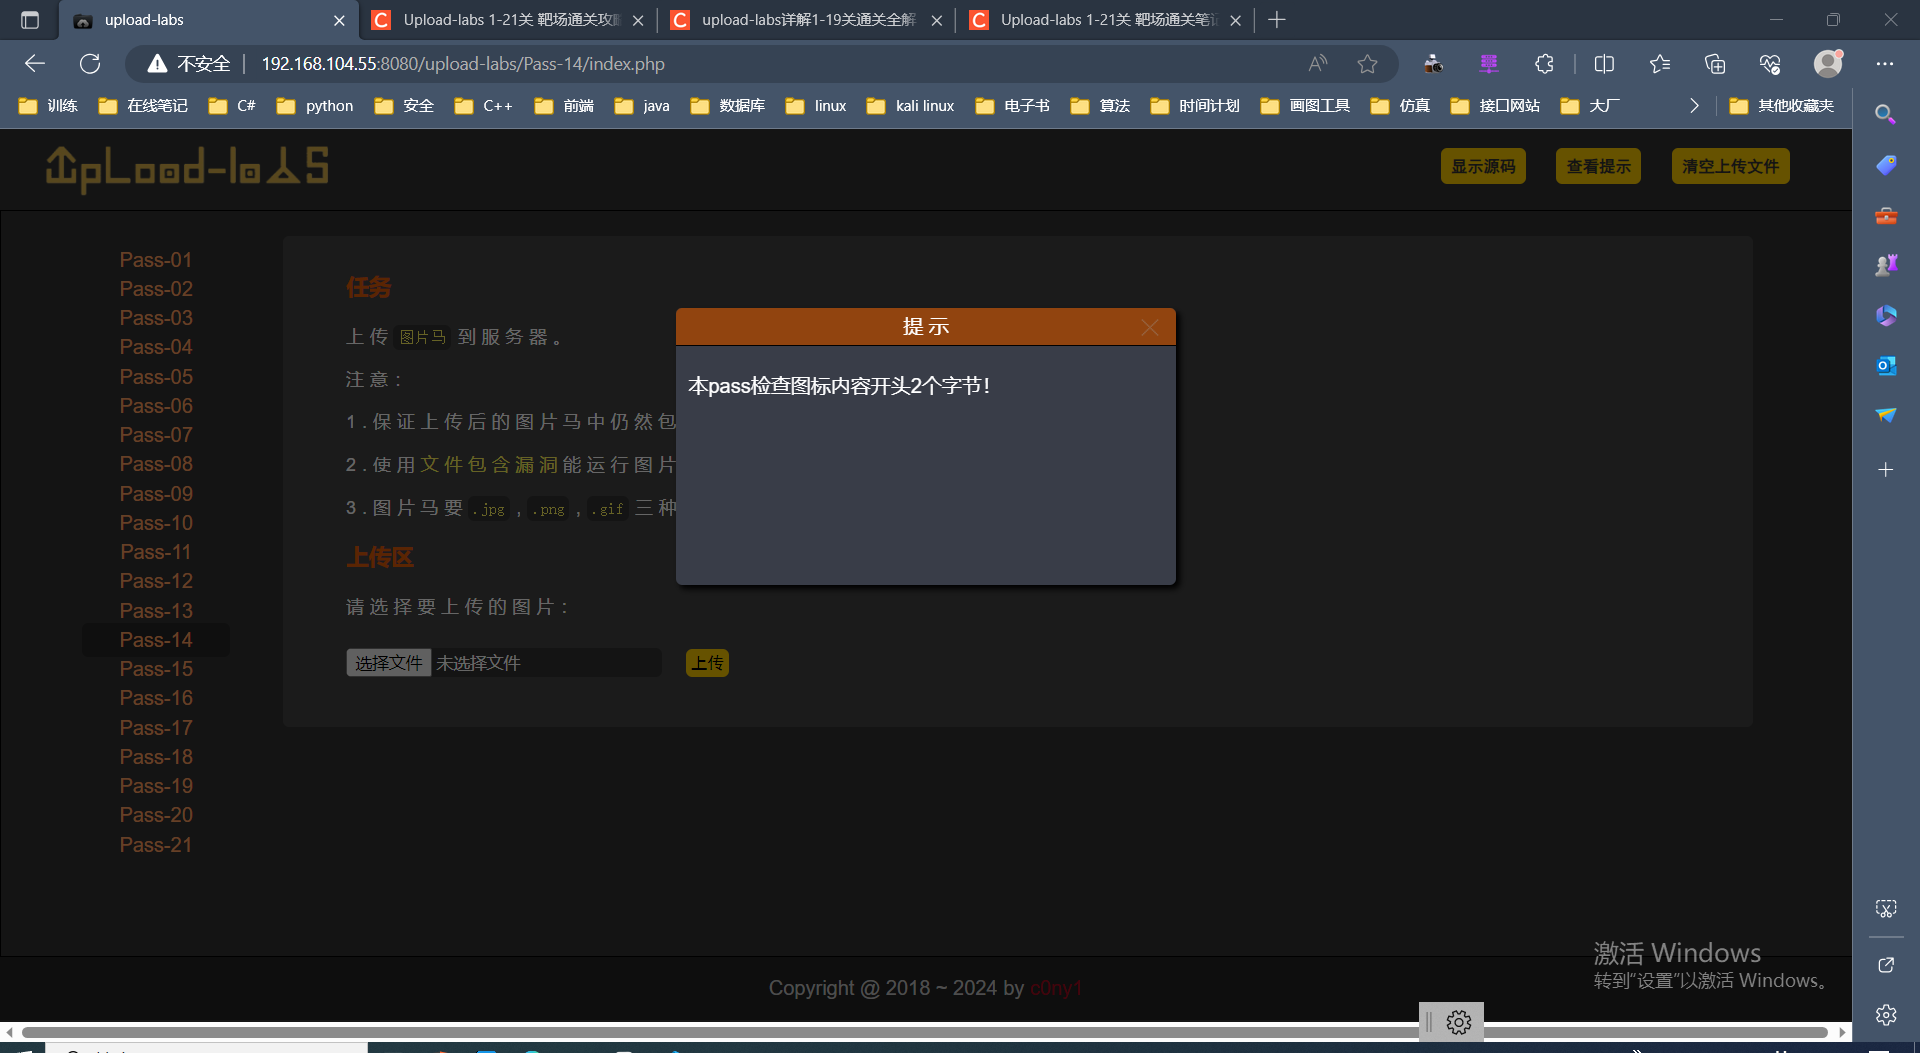 upload-labs
Upload-labs 1-21关 靶场通关攻
upload-labs详解1-19关通关全解
Upload-labs 1-21关 靶场通关笔
不安全
192.168.104.55:8080/upload-labs/Pass-14/index.php
训练 在线笔记 C# python 安全 C++ 前端 java 数据库 linux kali linux 电子书 算法 时间计划 画图工具 仿真 接口网站 大厂 其他收藏夹
UpLoad-labs
显示源码 查看提示 清空上传文件
Pass-01
Pass-02
Pass-03
Pass-04
Pass-05
Pass-06
Pass-07
Pass-08
Pass-09
Pass-10
Pass-11
Pass-12
Pass-13
Pass-14
Pass-15
Pass-16
Pass-17
Pass-18
Pass-19
Pass-20
Pass-21
任务
上传 图片马 到服务器。
注意:
1.保证上传后的图片马中仍然包
2.使用文件包含漏洞能运行图片
3.图片马要 .jpg , .png , .gif 三种
上传区
请选择要上传的图片:
选择文件 未选择文件 上传
提示
本pass检查图标内容开头2个字节!
Copyright @ 2018 ~ 2024 by c0ny1
激活 Windows
转到“设置”以激活 Windows。